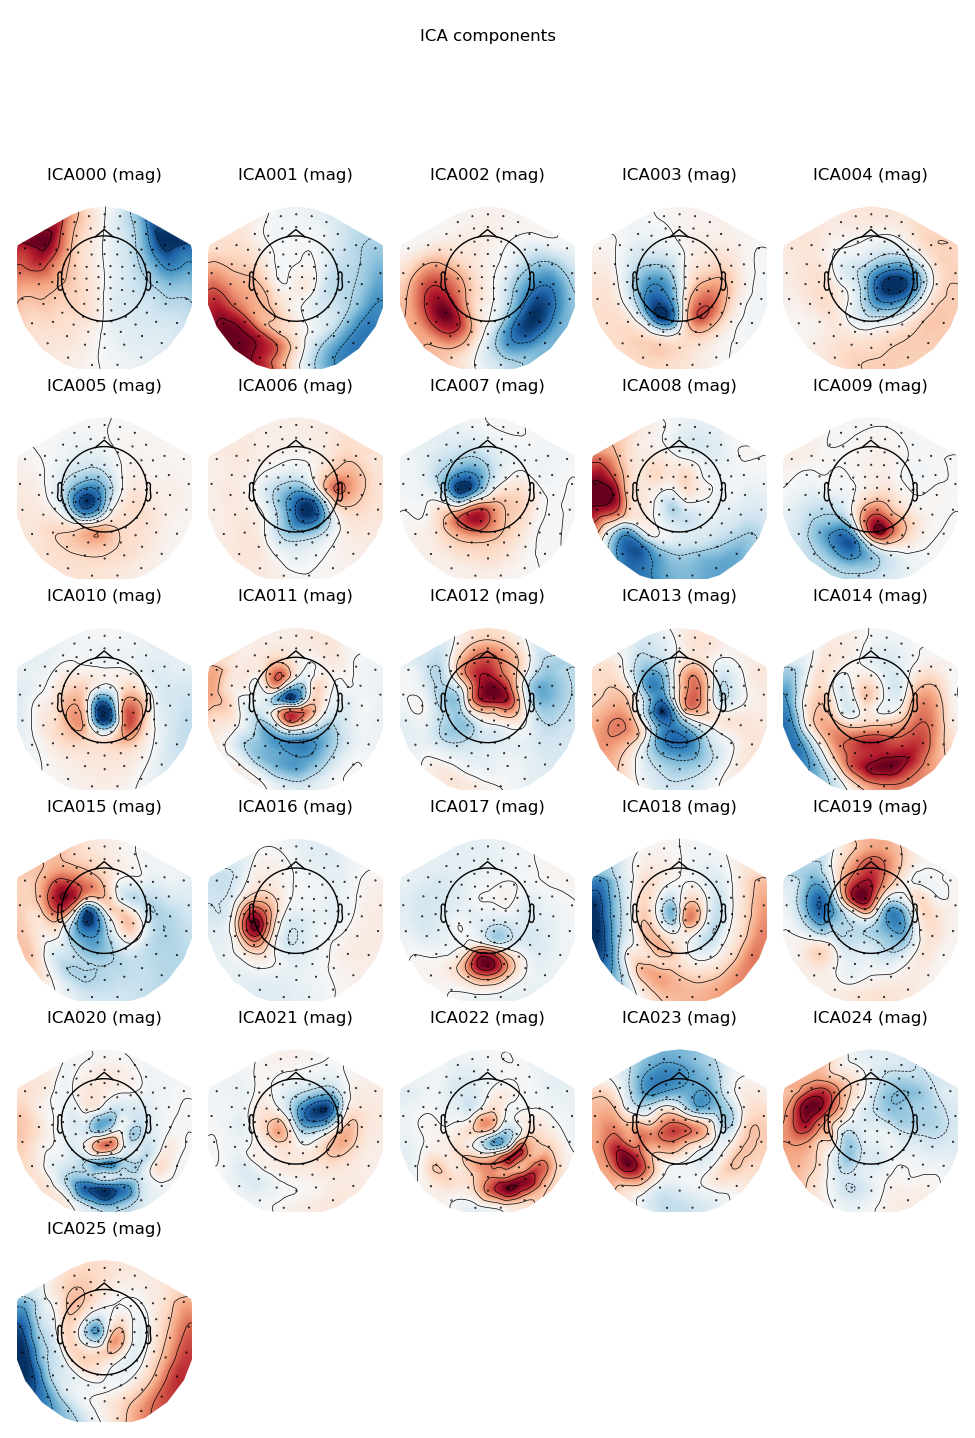 ICA components
ICA000 (mag) ICA001 (mag) ICA002 (mag) ICA003 (mag) ICA004 (mag)
ICA005 (mag) ICA006 (mag) ICA007 (mag) ICA008 (mag) ICA009 (mag)
ICA010 (mag) ICA011 (mag) ICA012 (mag) ICA013 (mag) ICA014 (mag)
ICA015 (mag) ICA016 (mag) ICA017 (mag) ICA018 (mag) ICA019 (mag)
ICA020 (mag) ICA021 (mag) ICA022 (mag) ICA023 (mag) ICA024 (mag)
ICA025 (mag)